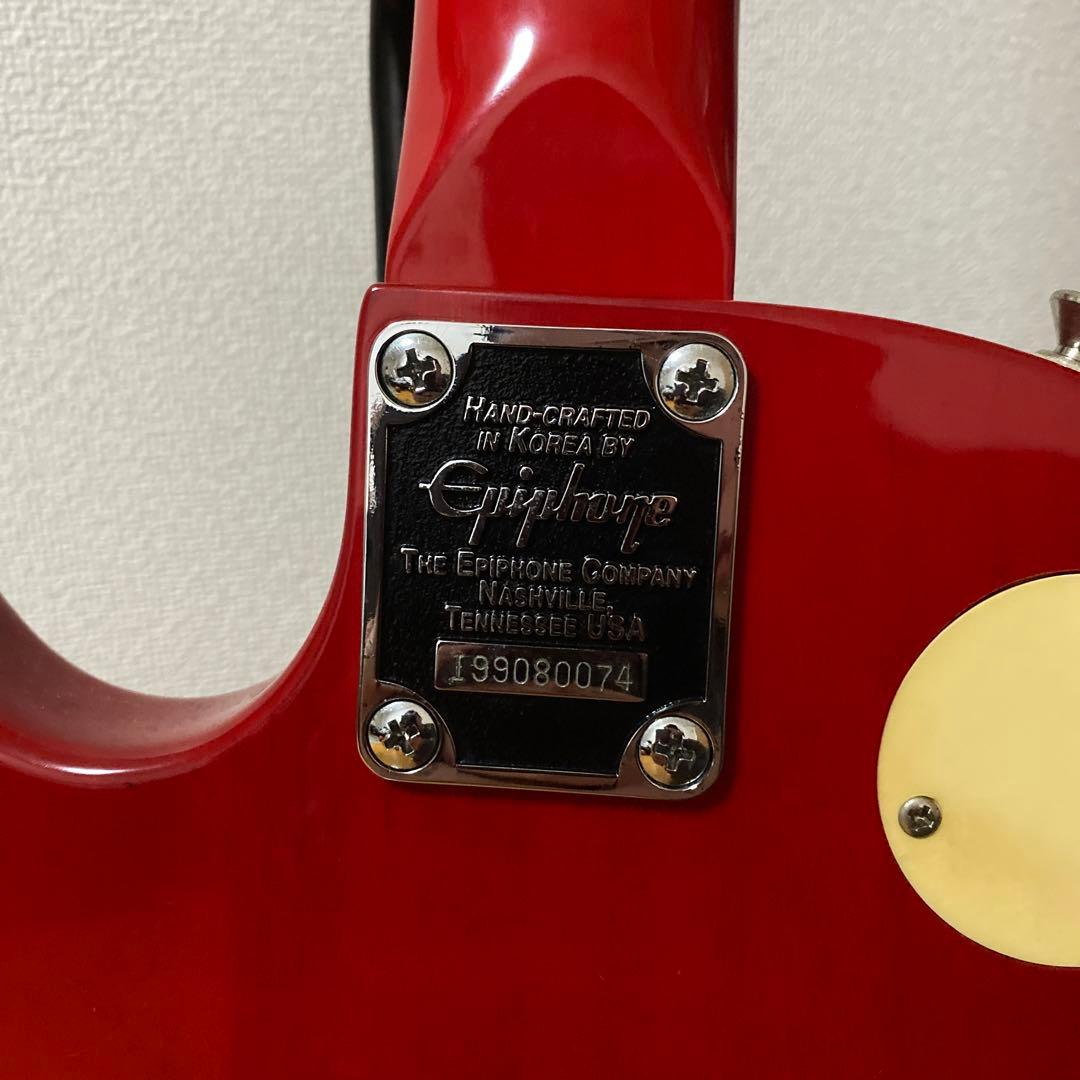 HAND-CRAFTED
IN KOREA BY
Epiphone
THE EPIPHONE COMPANY
NASHVILLE,
TENNESSEE USA
I99080074